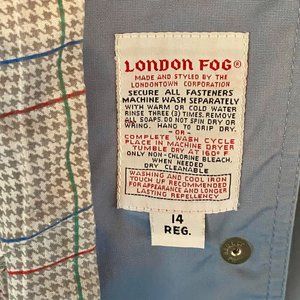 LONDON FOG®
MADE AND STYLED BY THE
LONDONTOWN CORPORATION
SECURE ALL FASTENERS
MACHINE WASH SEPARATELY
WITH WARM OR COLD WATER
RINSE THREE (3) TIMES. REMOVE
ALL SOAPS. DO NOT SPIN DRY OR
WRING. HANG TO DRIP DRY.
-OR-
COMPLETE WASH CYCLE
PLACE IN MACHINE DRYER
TUMBLE DRY AT 160°F
ONLY NON-CHLORINE BLEACH,
WHEN NEEDED
DRY CLEANABLE
WASHING AND COOL IRON
TOUCH UP RECOMMENDED
FOR APPEARANCE AND LONGER
LASTING REPELLENCY.
14
REG.